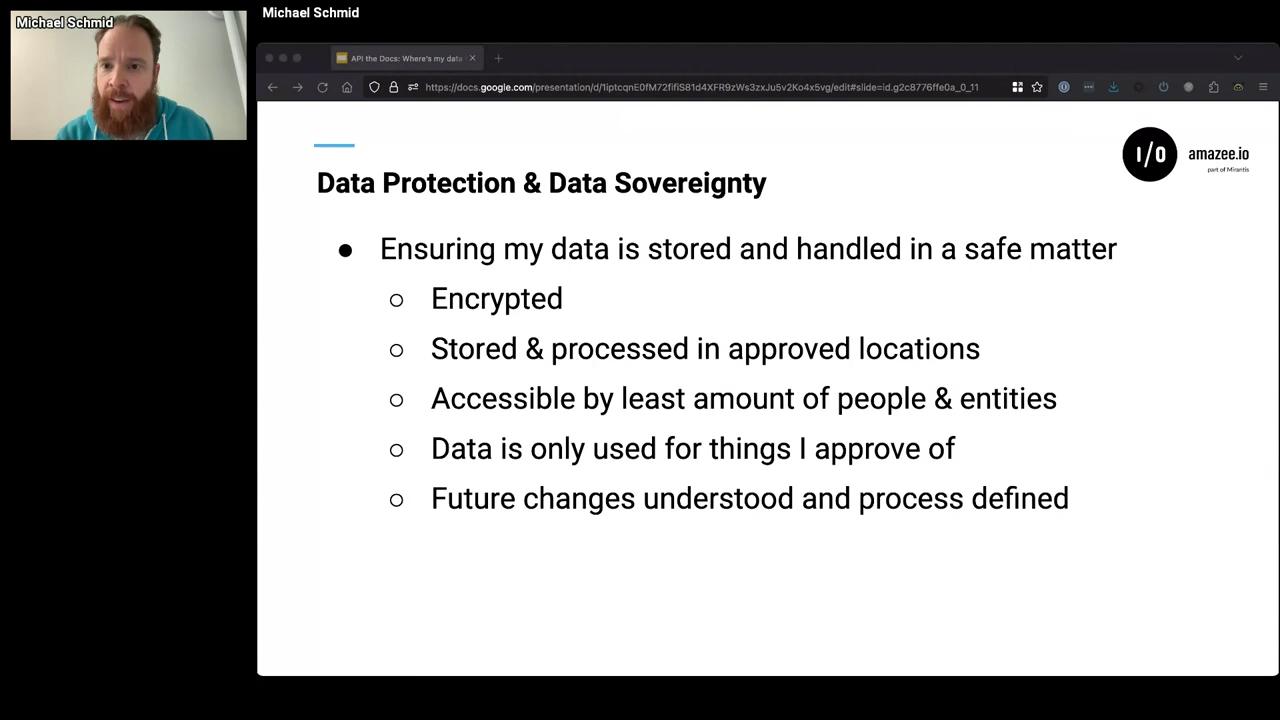 Michael Schmid
Michael Schmid
API the Docs: Where's my data
https://docs.google.com/presentation/d/1iptcqnE0fM72fifiS81d4XFR9zWs3zxJu5v2Ko4x5vg/edit#slide=id.g2c8776ffe0a_0_11
I/O
amazee.io
part of Mirantis
Data Protection & Data Sovereignty
● Ensuring my data is stored and handled in a safe matter
○ Encrypted
○ Stored & processed in approved locations
○ Accessible by least amount of people & entities
○ Data is only used for things I approve of
○ Future changes understood and process defined